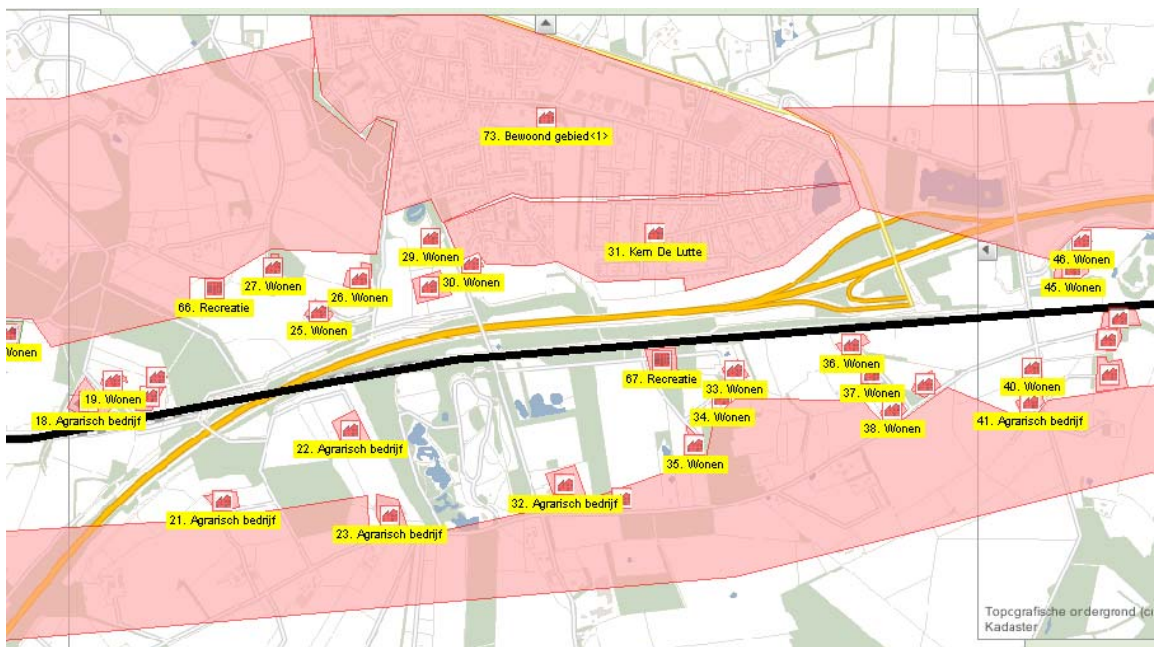 73. Bewoond gebied<1>
29. Wonen
31. Kern De Lutte
46. Wonen
27. Wonen
30. Wonen
26. Wonen
45. Wonen
66. Recreatie
25. Wonen
Wonen
36. Wonen
67. Recreatie
33. Wonen
40. Wonen
19. Wonen
37. Wonen
34. Wonen
18. Agrarisch bedrijf
38. Wonen
41. Agrarisch bedrijf
22. Agrarisch bedrijf
35. Wonen
32. Agrarisch bedrijf
21. Agrarisch bedrijf
23. Agrarisch bedrijf
Topografische ondergrond (c
Kadaster